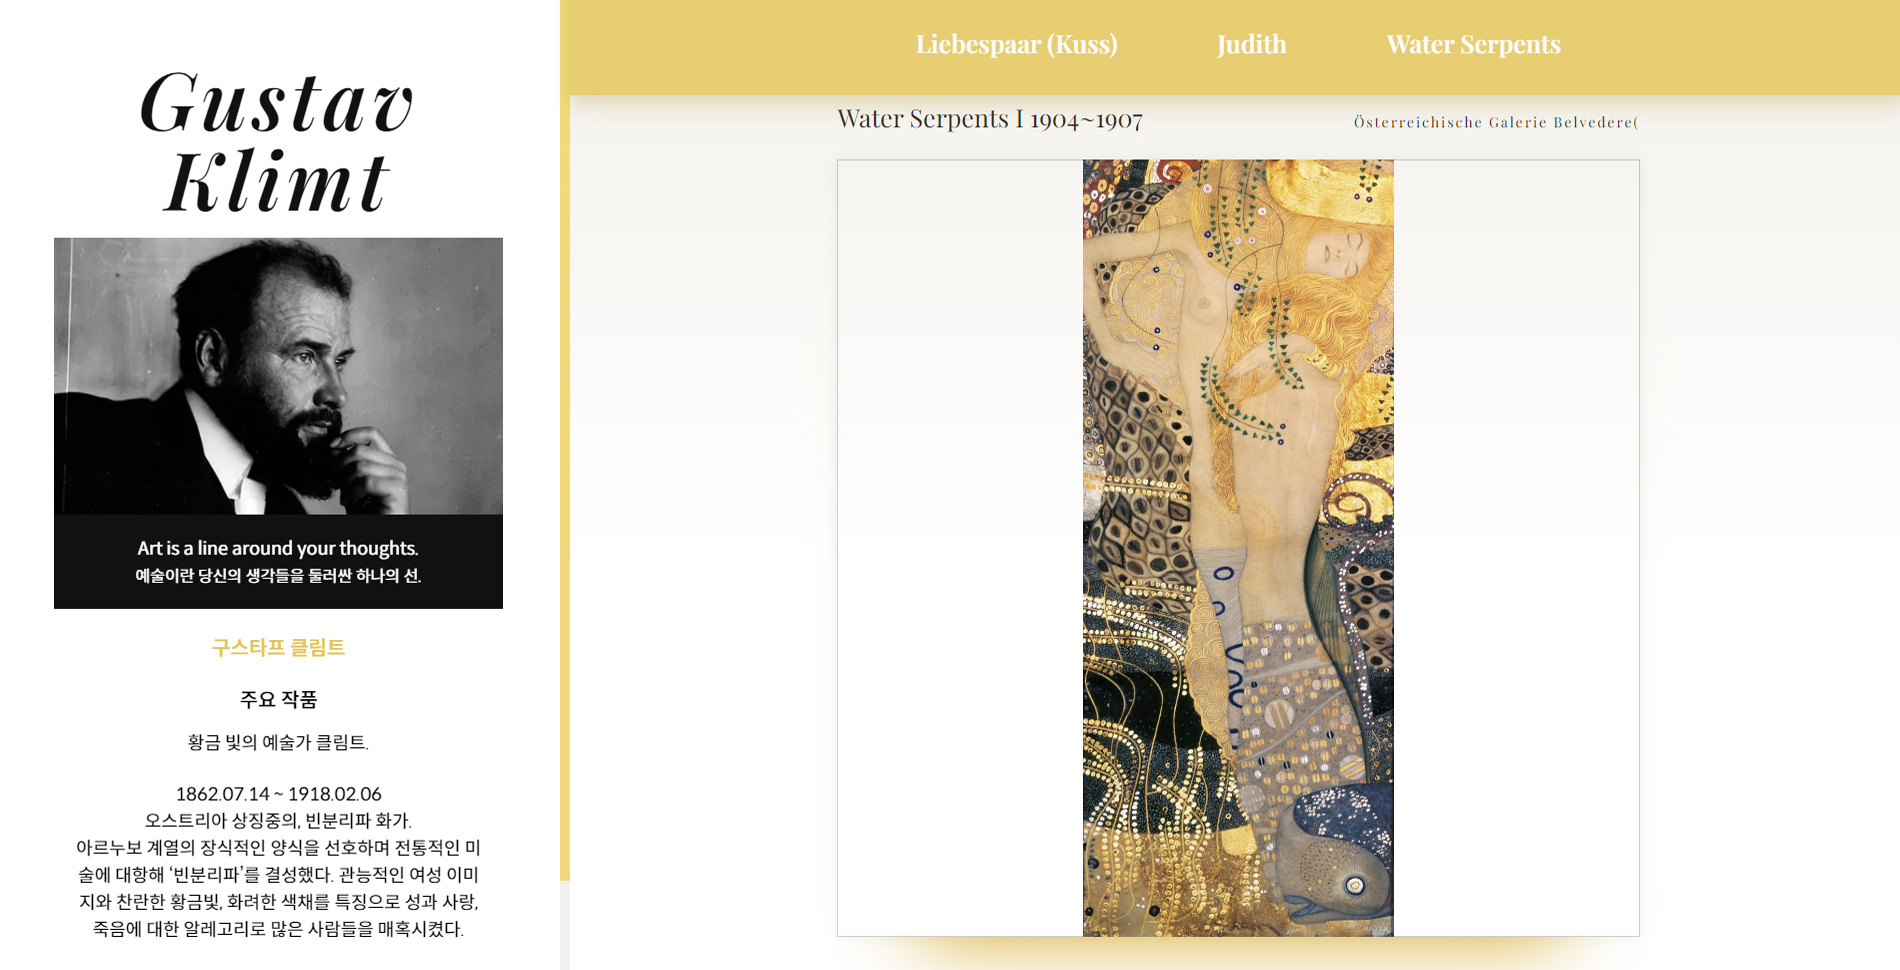 Gustav
Klimt
Art is a line around your thoughts.
예술이란 당신의 생각들을 둘러싼 하나의 선.
구스타프 클림트
주요 작품
황금 빛의 예술가 클림트.
1862.07.14 ~ 1918.02.06
오스트리아 상징중의, 빈분리파 화가.
아르누보 계열의 장식적인 양식을 선호하며 전통적인 미
술에 대항해 ‘빈분리파’를 결성했다. 관능적인 여성 이미
지와 찬란한 황금빛, 화려한 색채를 특징으로 성과 사랑,
죽음에 대한 알레고리로 많은 사람들을 매혹시켰다.
Liebespaar (Kuss)
Judith
Water Serpents
Water Serpents I 1904~1907
Österreichische Galerie Belvedere(